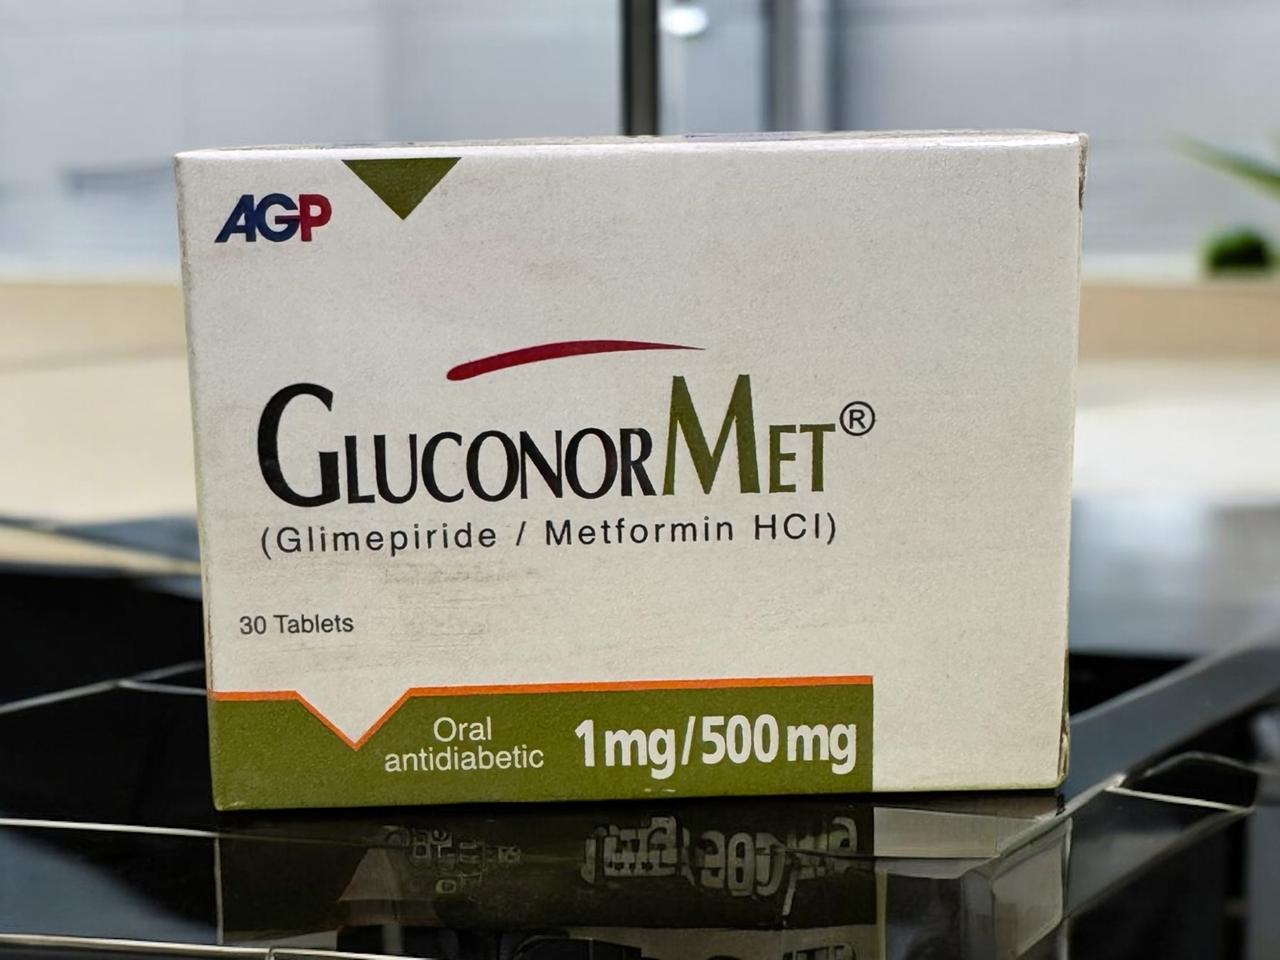 AGP
GLUCONORMET®
(Glimepiride / Metformin HCl)
30 Tablets
Oral
antidiabetic
1mg/500mg